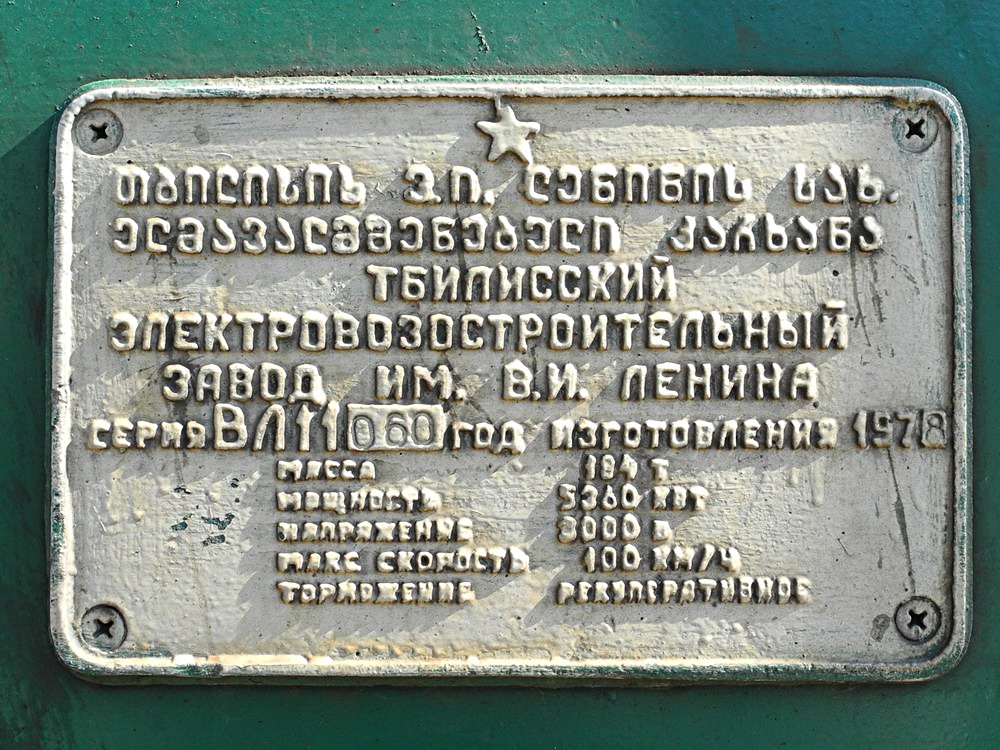 თბილისის ვ.ი. ლენინის სახ.
ელმავალმშენებელი ქარხანა
ТБИЛИССКИЙ
ЭЛЕКТРОВОЗОСТРОИТЕЛЬНЫЙ
ЗАВОД ИМ. В.И. ЛЕНИНА
СЕРИЯ ВЛ11 060 ГОД ИЗГОТОВЛЕНИЯ 1978
МАССА 184 Т
МОЩНОСТЬ 5360 КВТ
НАПРЯЖЕНИЕ 3000 В
МАКС СКОРОСТЬ 100 КМ/Ч
ТОРМОЖЕНИЕ РЕКУПЕРАТИВНОЕ